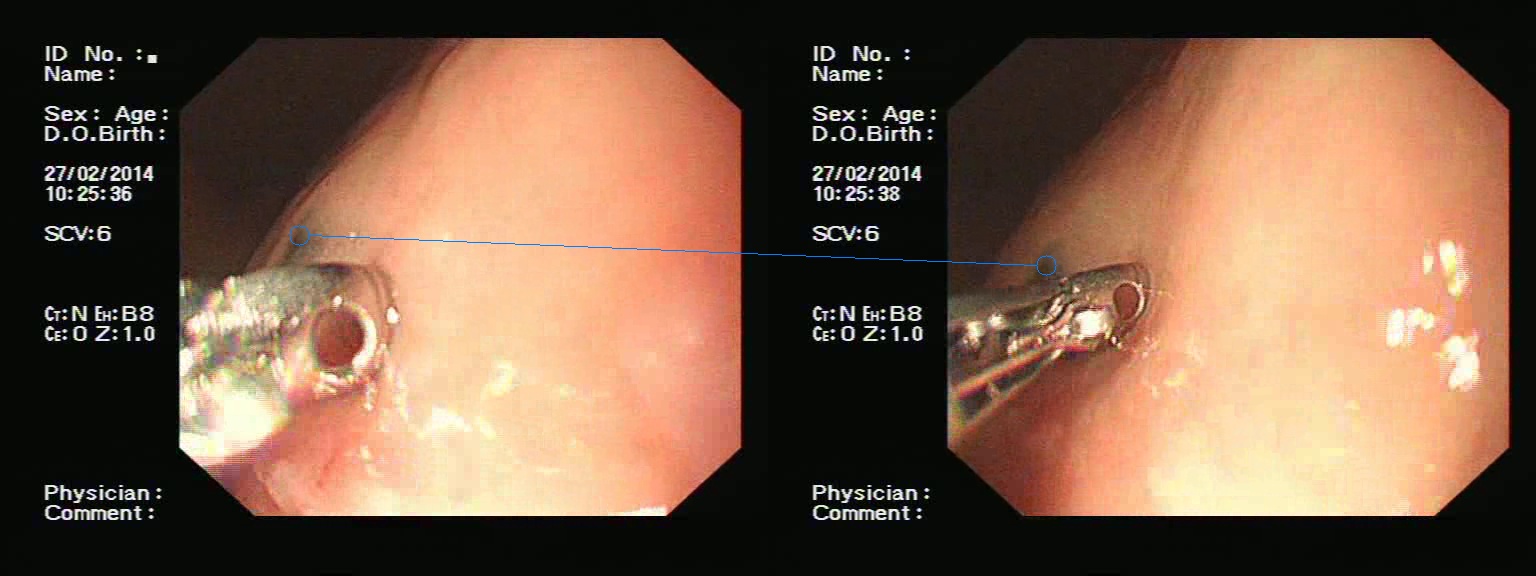 ID No. :
Name:
Sex: Age:
D.O.Birth:
27/02/2014
10:25:36
SCV:6
CT:N EH:B8
CE:0 Z:1.0
Physician:
Comment:
ID No. :
Name:
Sex: Age:
D.O.Birth:
27/02/2014
10:25:38
SCV:6
CT:N EH:B8
CE:0 Z:1.0
Physician:
Comment: